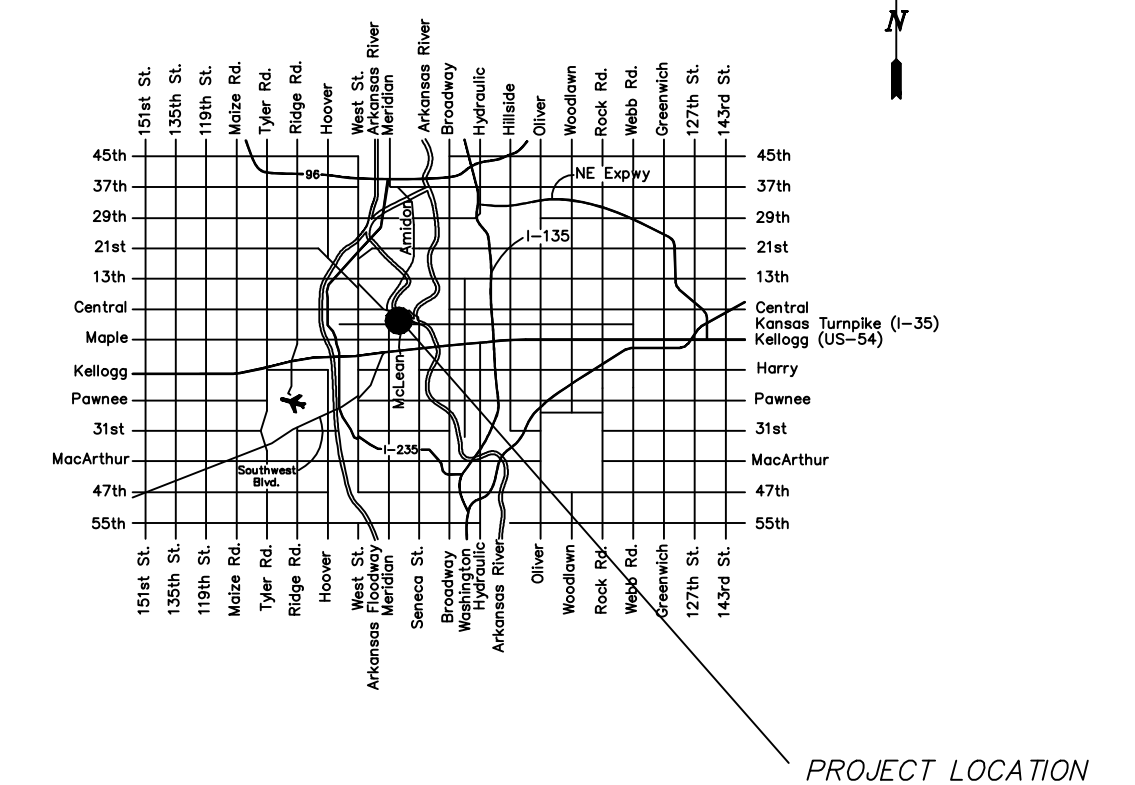 N
151st St.
135th St.
119th St.
Maize Rd.
Tyler Rd.
Ridge Rd.
Hoover
West St.
Arkansas River
Meridian
Arkansas River
Broadway
Hydraulic
Hillside
Oliver
Woodlawn
Rock Rd.
Webb Rd.
Greenwich
127th St.
143rd St.
45th
37th
29th
21st
13th
Central
Maple
Kellogg
Pawnee
31st
MacArthur
47th
55th
96
NE Expwy
Amidon
I-135
McLean
I-235
Southwest
Blvd.
45th
37th
29th
21st
13th
Central
Kansas Turnpike (I-35)
Kellogg (US-54)
Harry
Pawnee
31st
MacArthur
47th
55th
151st St.
135th St.
119th St.
Maize Rd.
Tyler Rd.
Ridge Rd.
Hoover
West St.
Arkansas Floodway
Meridian
Seneca St.
Broadway
Washington
Hydraulic
Arkansas River
Oliver
Woodlawn
Rock Rd.
Webb Rd.
Greenwich
127th St.
143rd St.
PROJECT LOCATION